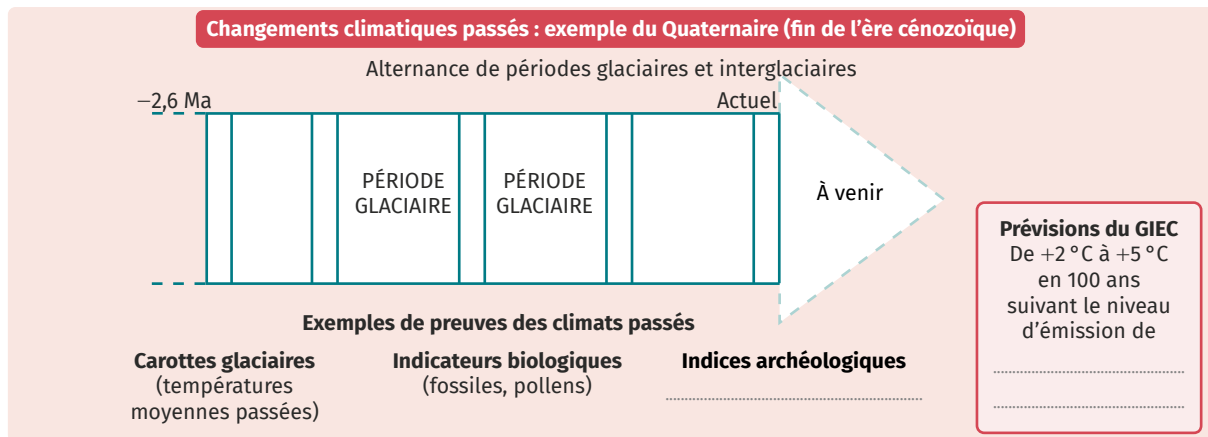 Changements climatiques passés : exemple du Quaternaire (fin de l’ère cénozoïque)
Alternance de périodes glaciaires et interglaciaires
−2,6 Ma
Actuel
PÉRIODE
GLACIAIRE
PÉRIODE
GLACIAIRE
À venir
Prévisions du GIEC
De +2 °C à +5 °C
en 100 ans
suivant le niveau
d’émission de
Exemples de preuves des climats passés
Carottes glaciaires
(températures
moyennes passées)
Indicateurs biologiques
(fossiles, pollens)
Indices archéologiques